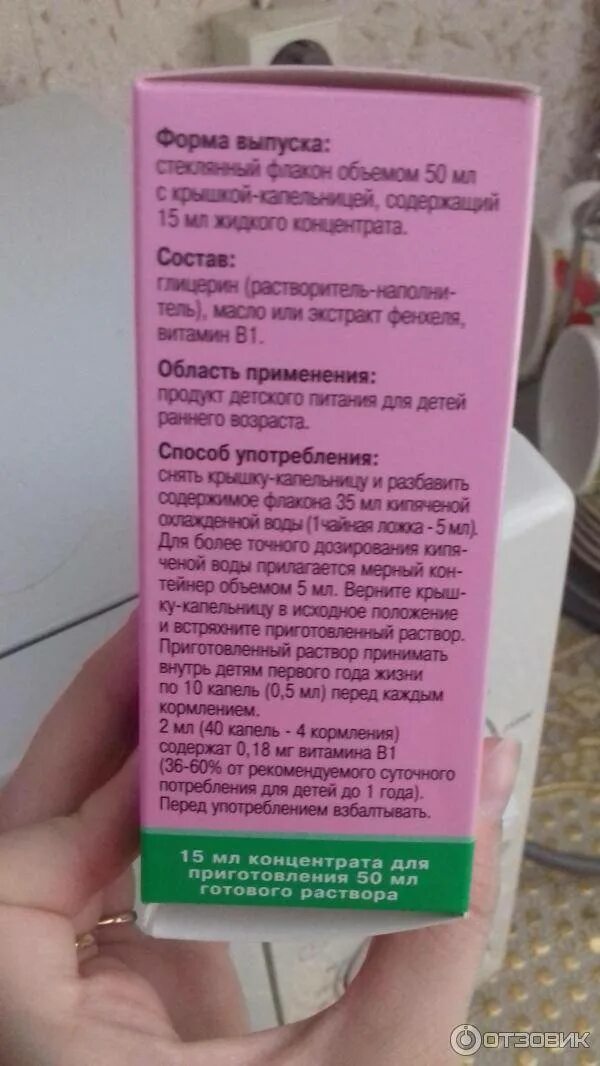 Форма выпуска:
стеклянный флакон объемом 50 мл
с крышкой-капельницей, содержащий
15 мл жидкого концентрата.
Состав:
глицерин (растворитель-наполни-
тель), масло или экстракт фенхеля,
витамин В1.
Область применения:
продукт детского питания для детей
раннего возраста.
Способ употребления:
снять крышку-капельницу и разбавить
содержимое флакона 35 мл кипяченой
охлажденной воды (1чайная ложка - 5 мл).
Для более точного дозирования кипя-
ченой воды прилагается мерный кон-
тейнер объемом 5 мл. Верните крыш-
ку-капельницу в исходное положение
и встряхните приготовленный раствор.
Приготовленный раствор принимать
внутрь детям первого года жизни
по 10 капель (0,5 мл) перед каждым
кормлением.
2 мл (40 капель - 4 кормления)
содержат 0,18 мг витамина В1
(36-60% от рекомендуемого суточного
потребления для детей до 1 года).
Перед употреблением взбалтывать.
15 мл концентрата для
приготовления 50 мл
готового раствора
ОТЗОВИК